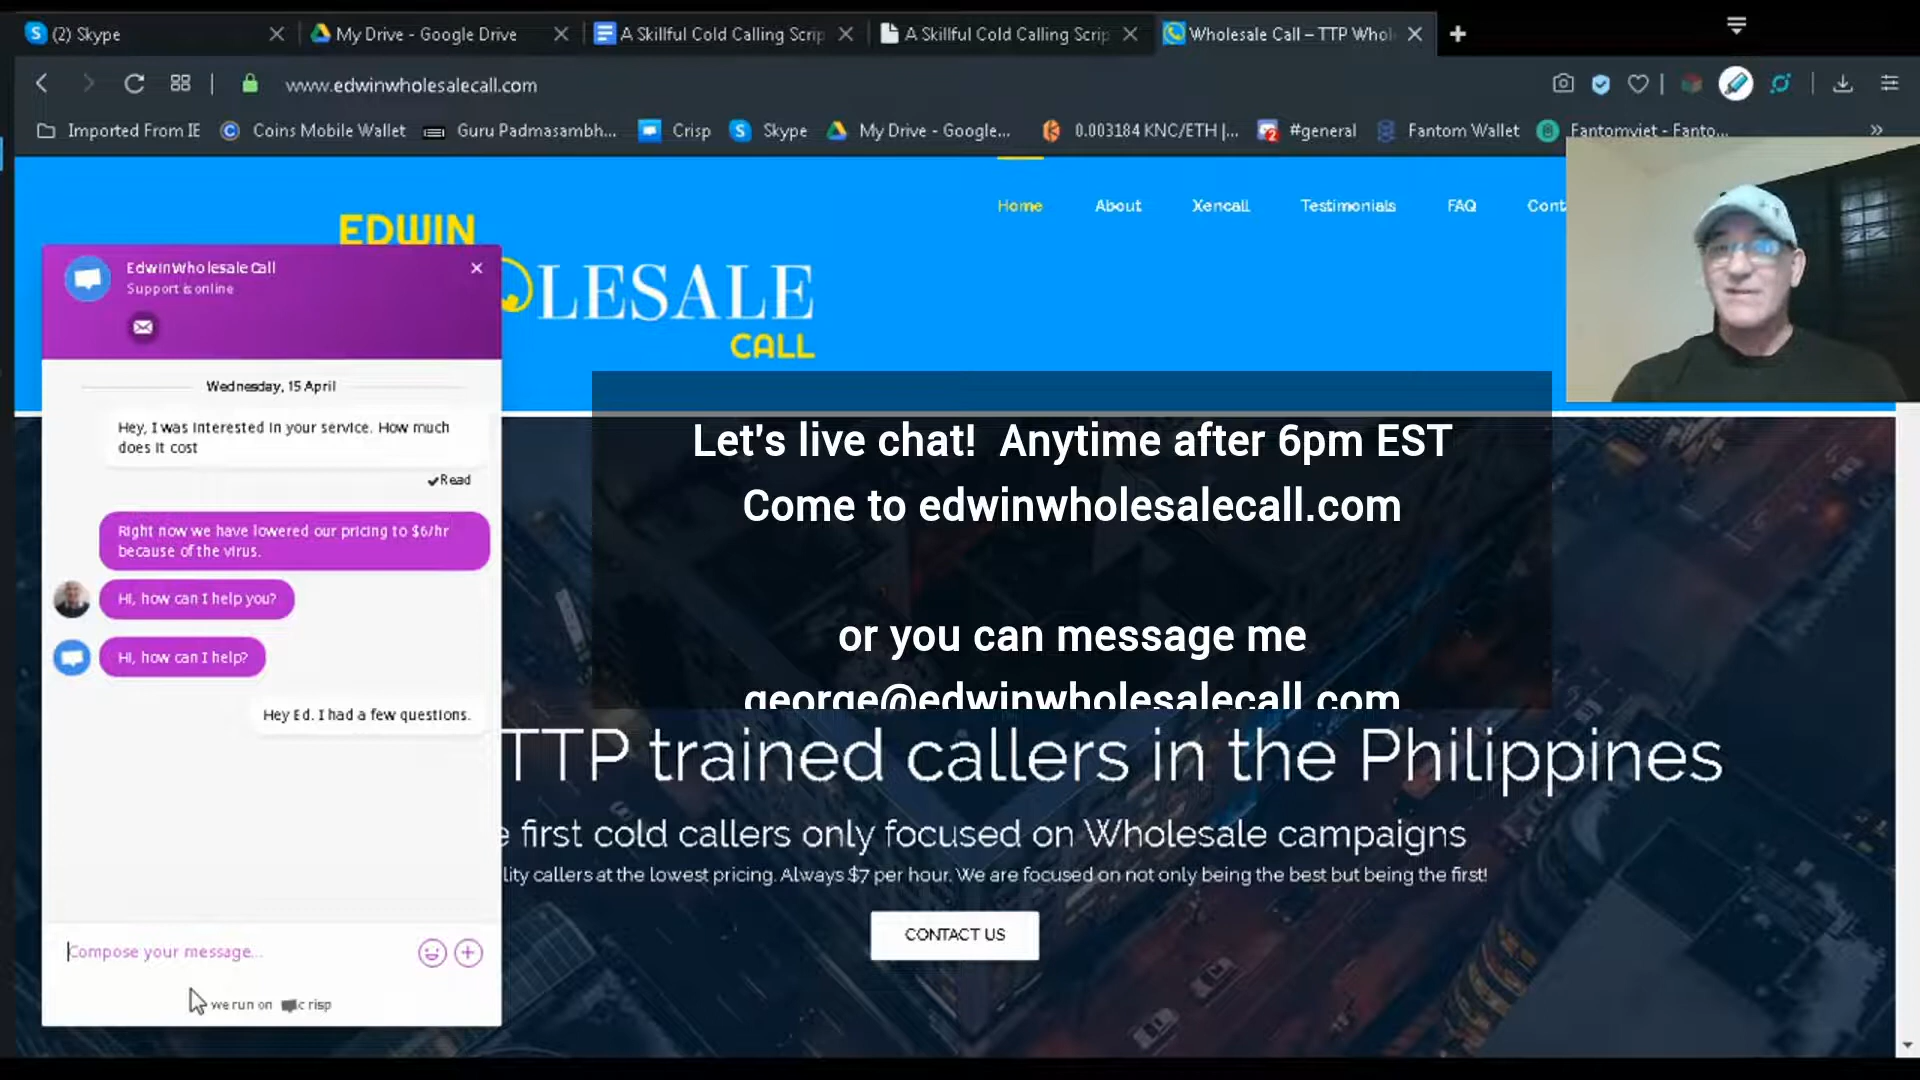 (2) Skype
My Drive - Google Drive
A Skillful Cold Calling Scrip
A Skillful Cold Calling Scrip
Wholesale Call – TTP Whol
www.edwinwholesalecall.com
Imported From IE
Coins Mobile Wallet
Guru Padmasambh...
Crisp
Skype
My Drive - Google...
0.003184 KNC/ETH |...
#general
Fantom Wallet
Fantomviet - Fanto...
Home
About
Xencall
Testimonials
FAQ
Cont
EDWIN
OLESALE
CALL
EdwinWholesaleCall
Support is online
Wednesday, 15 April
Hey, I was interested in your service. How much
does it cost
Read
Right now we have lowered our pricing to $6/hr
because of the virus.
Hi, how can I help you?
Hi, how can I help?
Hey Ed. I had a few questions.
Compose your message...
we run on crisp
Let's live chat! Anytime after 6pm EST
Come to edwinwholesalecall.com
or you can message me
george@edwinwholesalecall.com
TTP trained callers in the Philippines
e first cold callers only focused on Wholesale campaigns
lity callers at the lowest pricing. Always $7 per hour. We are focused on not only being the best but being the first!
CONTACT US